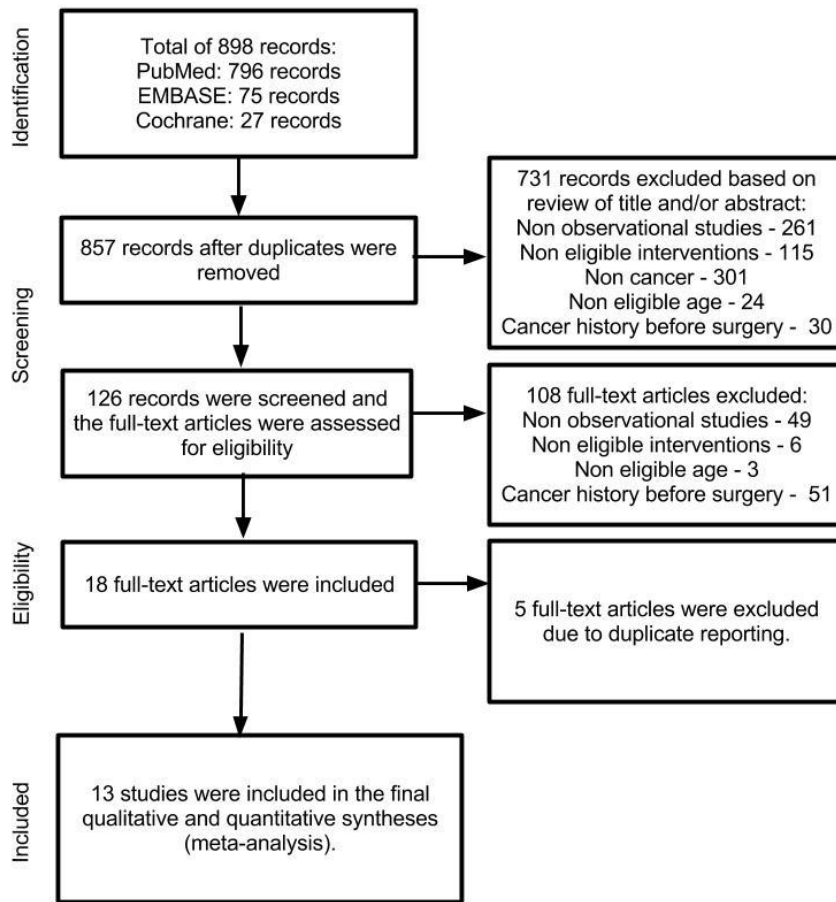 Identification
Total of 898 records:
PubMed: 796 records
EMBASE: 75 records
Cochrane: 27 records
Screening
857 records after duplicates were
removed
731 records excluded based on
review of title and/or abstract:
Non observational studies - 261
Non eligible interventions - 115
Non cancer - 301
Non eligible age - 24
Cancer history before surgery - 30
126 records were screened and
the full-text articles were assessed
for eligibility
108 full-text articles excluded:
Non observational studies - 49
Non eligible interventions - 6
Non eligible age - 3
Cancer history before surgery - 51
Eligibility
18 full-text articles were included
5 full-text articles were excluded
due to duplicate reporting.
Included
13 studies were included in the final
qualitative and quantitative syntheses
(meta-analysis).